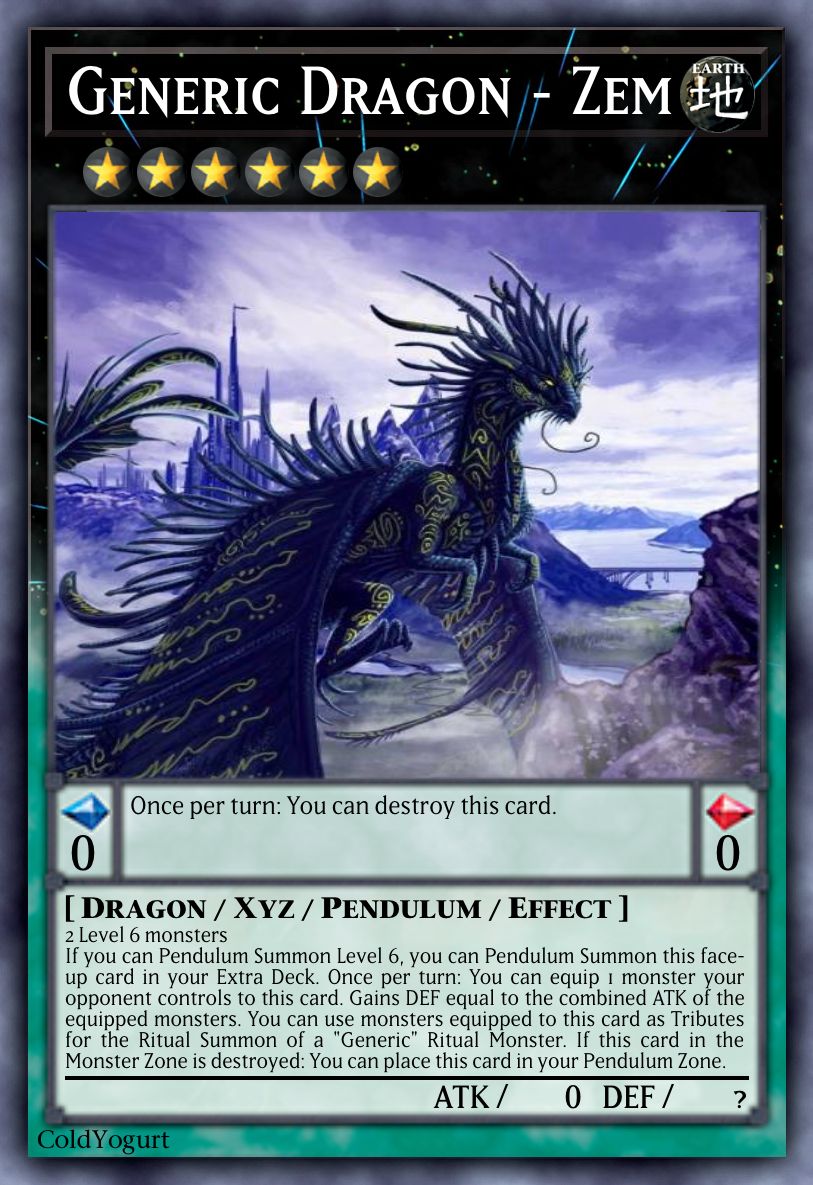 Generic Dragon - Zem
EARTH
地
Once per turn: You can destroy this card.
0
0
[ Dragon / Xyz / Pendulum / Effect ]
2 Level 6 monsters
If you can Pendulum Summon Level 6, you can Pendulum Summon this face-
up card in your Extra Deck. Once per turn: You can equip 1 monster your
opponent controls to this card. Gains DEF equal to the combined ATK of the
equipped monsters. You can use monsters equipped to this card as Tributes
for the Ritual Summon of a "Generic" Ritual Monster. If this card in the
Monster Zone is destroyed: You can place this card in your Pendulum Zone.
ATK / 0 DEF / ?
ColdYogurt